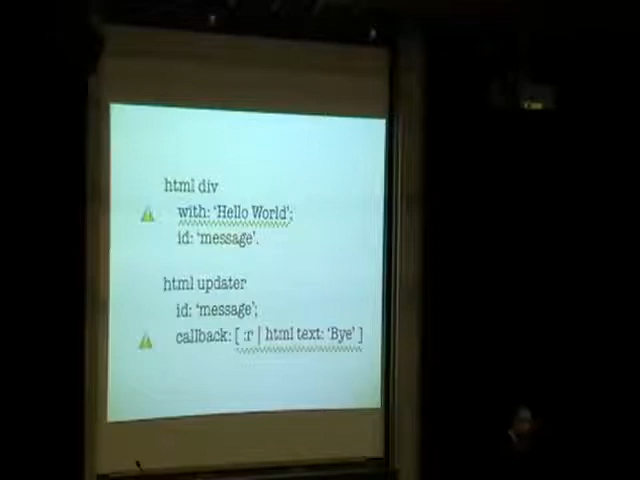 html div
with: 'Hello World';
id: 'message'.
html updater
id: 'message';
callback: [ :r | html text: 'Bye' ]